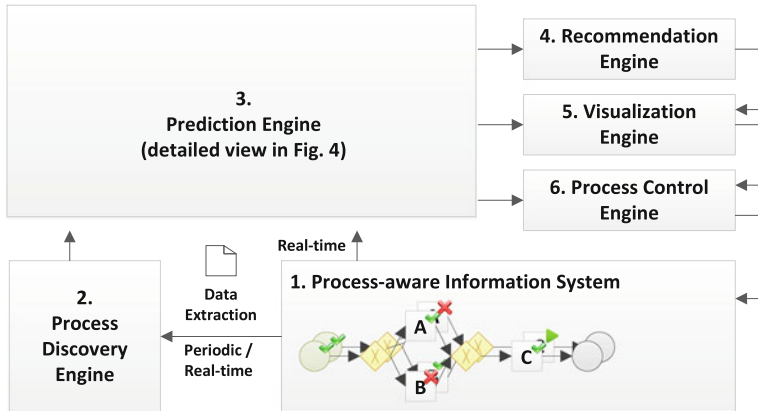 3.
Prediction Engine
(detailed view in Fig. 4)
4. Recommendation
Engine
5. Visualization
Engine
6. Process Control
Engine
Real-time
2.
Process
Discovery
Engine
Data
Extraction
Periodic /
Real-time
1. Process-aware Information System
A
B
C